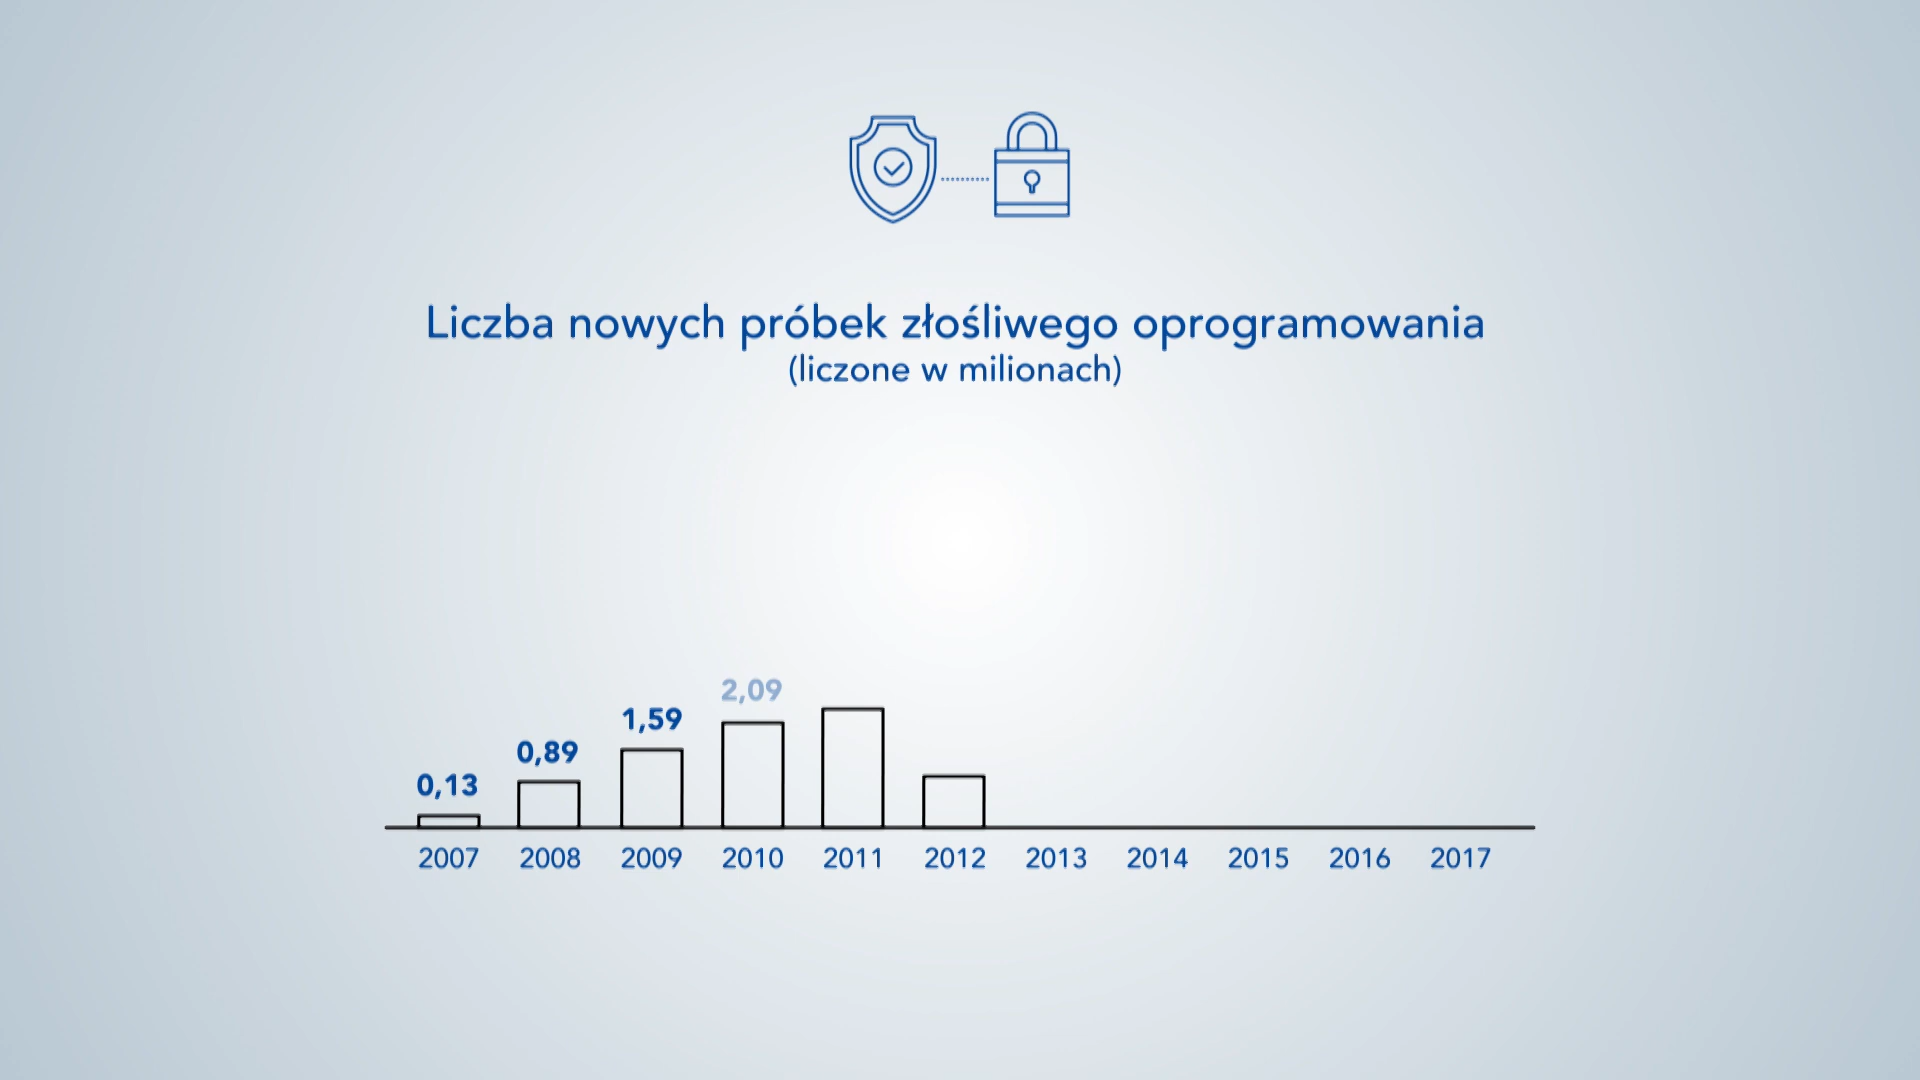 Liczba nowych próbek złośliwego oprogramowania
(liczone w milionach)
2,09
1,59
0,89
0,13
2007 2008 2009 2010 2011 2012 2013 2014 2015 2016 2017